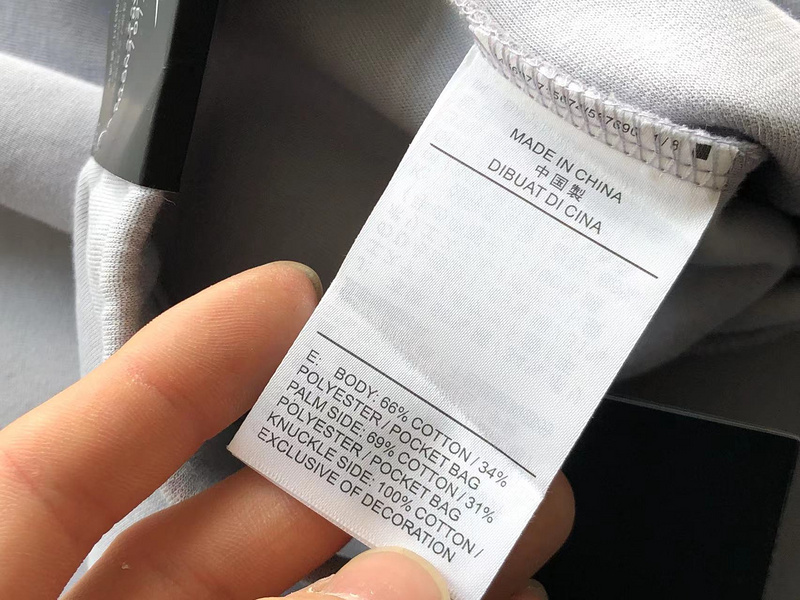 MADE IN CHINA
中国製
DIBUAT DI CINA
E: BODY: 66% COTTON / 34%
POLYESTER / POCKET BAG
PALM SIDE: 69% COTTON / 31%
POLYESTER / POCKET BAG
KNUCKLE SIDE: 100% COTTON /
EXCLUSIVE OF DECORATION